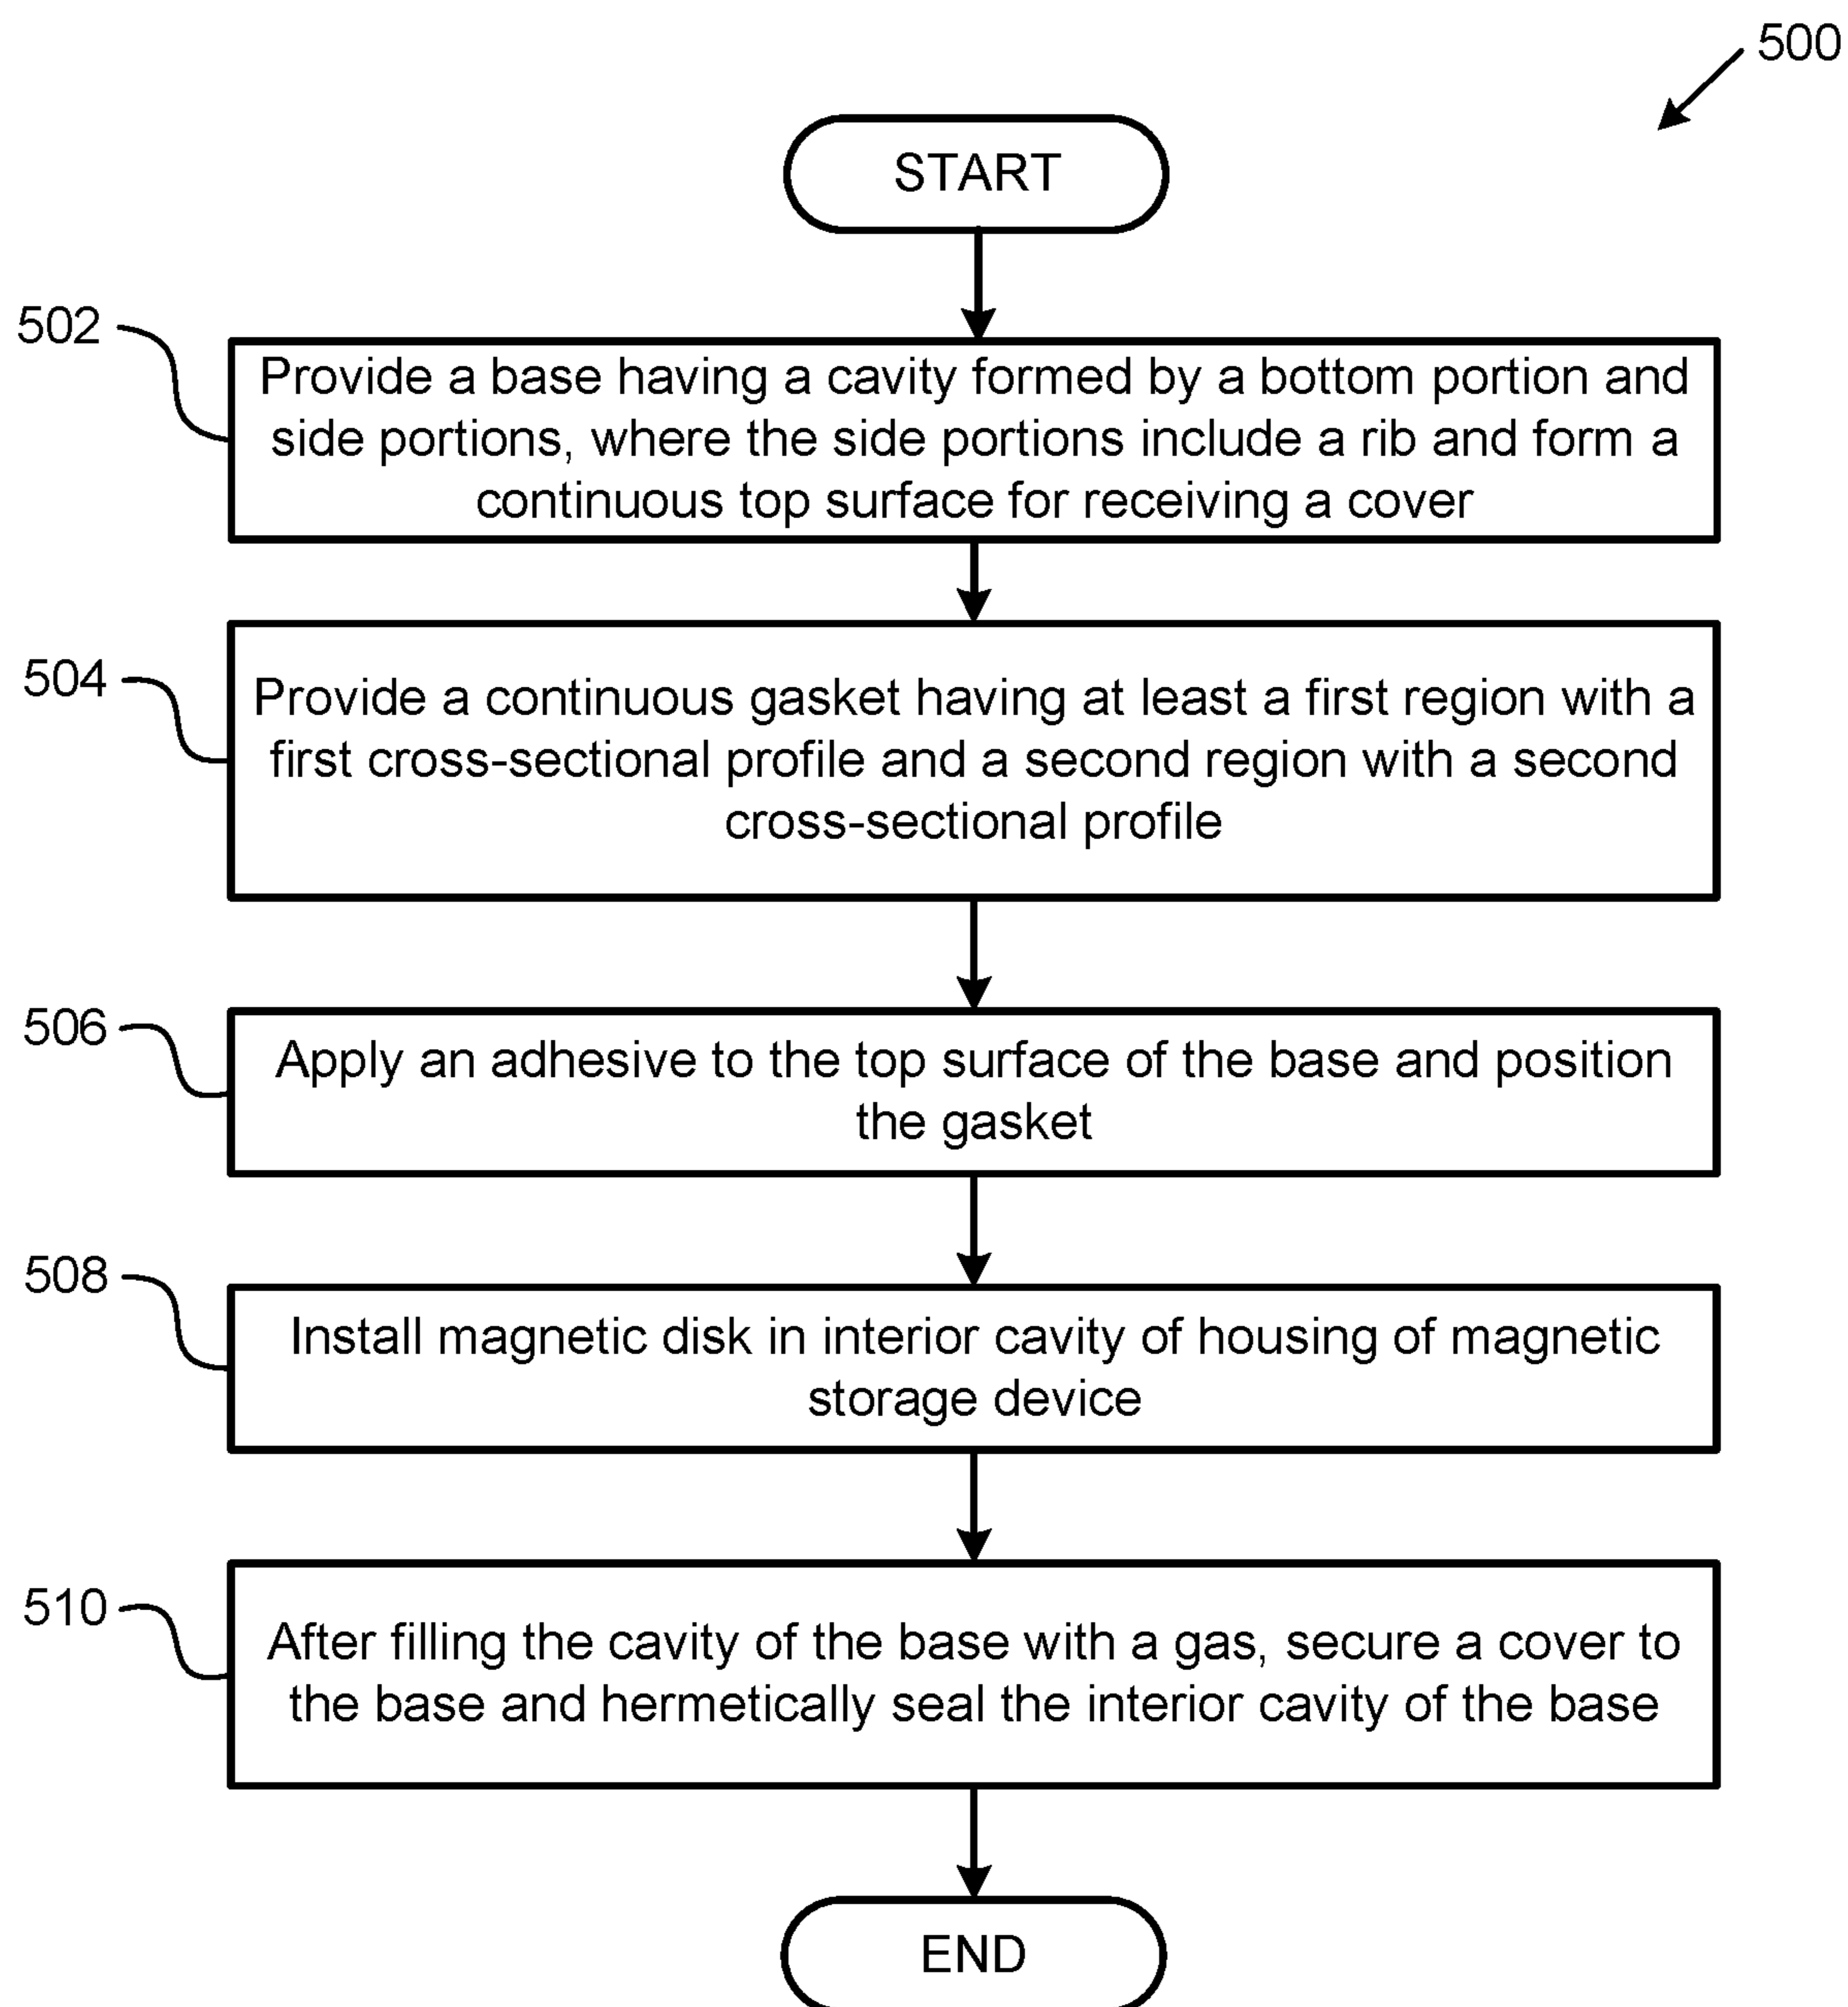 500
START
502
Provide a base having a cavity formed by a bottom portion and
side portions, where the side portions include a rib and form a
continuous top surface for receiving a cover
504
Provide a continuous gasket having at least a first region with a
first cross-sectional profile and a second region with a second
cross-sectional profile
506
Apply an adhesive to the top surface of the base and position
the gasket
508
Install magnetic disk in interior cavity of housing of magnetic
storage device
510
After filling the cavity of the base with a gas, secure a cover to
the base and hermetically seal the interior cavity of the base
END